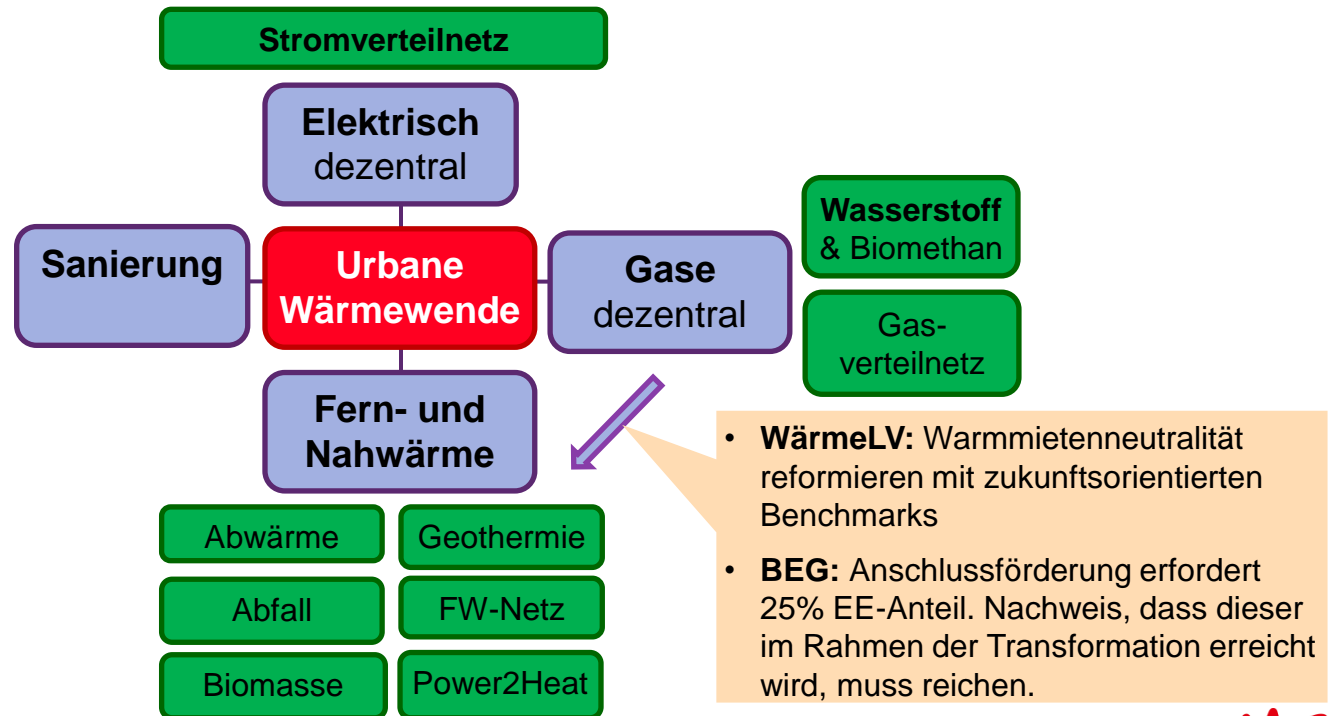 Stromverteilnetz
Elektrisch
dezentral
Sanierung
Urbane
Wärmewende
Gase
dezentral
Wasserstoff
& Biomethan
Gas-
verteilnetz
Fern- und
Nahwärme
Abwärme
Geothermie
Abfall
FW-Netz
Biomasse
Power2Heat
• WärmeLV: Warmmietenneutralität
reformieren mit zukunftsorientierten
Benchmarks
• BEG: Anschlussförderung erfordert
25% EE-Anteil. Nachweis, dass dieser
im Rahmen der Transformation erreicht
wird, muss reichen.